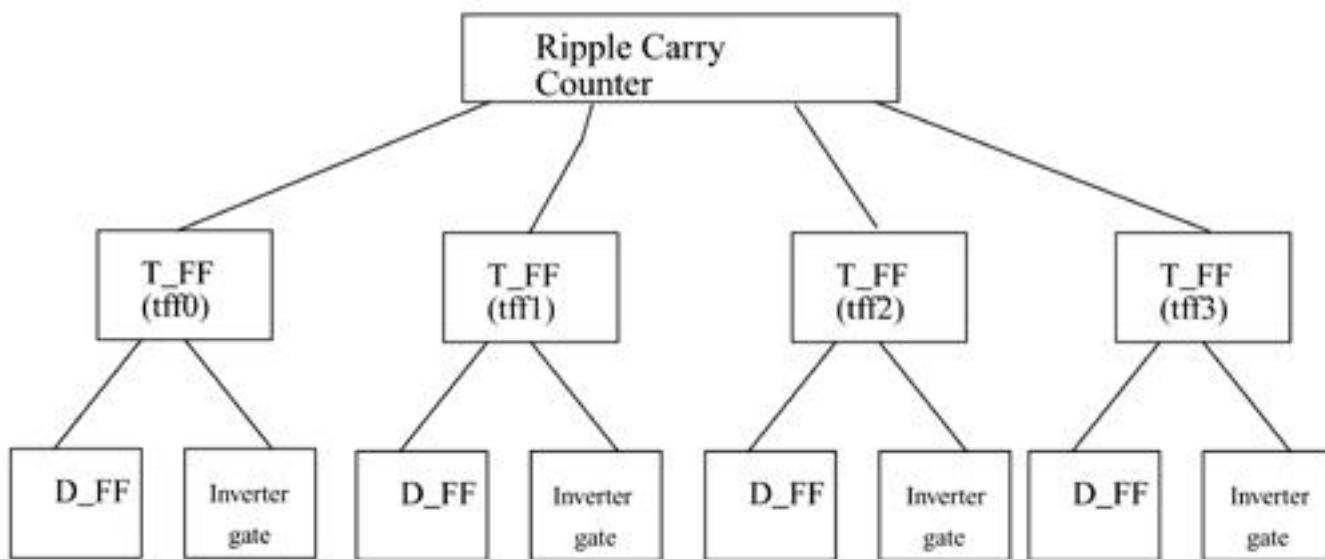 Ripple Carry
Counter
T_FF
(tff0)
T_FF
(tff1)
T_FF
(tff2)
T_FF
(tff3)
D_FF
Inverter
gate
D_FF
Inverter
gate
D_FF
Inverter
gate
D_FF
Inverter
gate